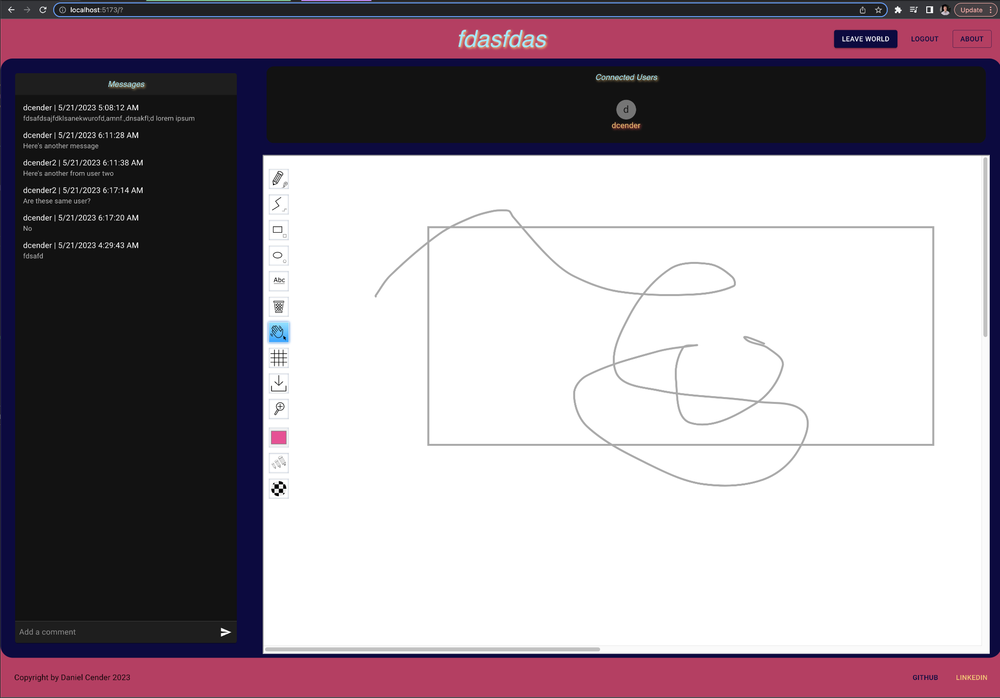 localhost:5173/?
Update
fdasfdas
LEAVE WORLD
LOGOUT
ABOUT
Messages
dcender | 5/21/2023 5:08:12 AM
fdsafdsajfdklsanekwurofd,amnf.,dnsakfl;d lorem ipsum
dcender | 5/21/2023 6:11:28 AM
Here's another message
dcender2 | 5/21/2023 6:11:38 AM
Here's another from user two
dcender2 | 5/21/2023 6:17:14 AM
Are these same user?
dcender | 5/21/2023 6:17:20 AM
No
dcender | 5/21/2023 4:29:43 AM
fdsafd
Add a comment
Connected Users
d
dcender
Abc
Copyright by Daniel Cender 2023
GITHUB
LINKEDIN